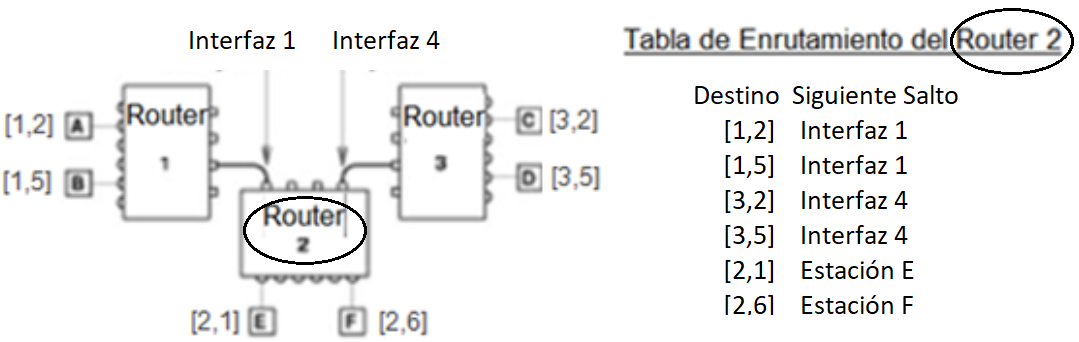 Interfaz 1
Interfaz 4
Router
1
[1,2] A
[1,5] B
Router
3
C [3,2]
D [3,5]
Router
2
[2,1] E
F [2,6]
Tabla de Enrutamiento del Router 2
Destino Siguiente Salto
[1,2] Interfaz 1
[1,5] Interfaz 1
[3,2] Interfaz 4
[3,5] Interfaz 4
[2,1] Estación E
[2,6] Estación F